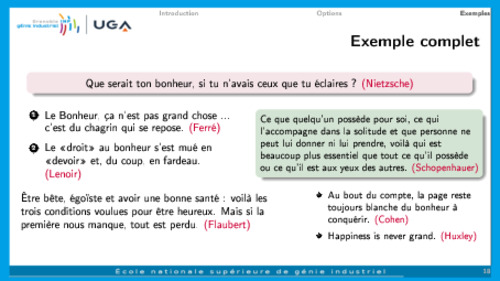 Introduction Options Exemples
Grenoble INP
génie industriel
UGA
Exemple complet
Que serait ton bonheur, si tu n'avais ceux que tu éclaires ? (Nietzsche)
1 Le Bonheur, ça n'est pas grand chose ...
c'est du chagrin qui se repose. (Ferré)
2 Le «droit» au bonheur s'est mué en
«devoir» et, du coup, en fardeau.
(Lenoir)
Être bête, égoïste et avoir une bonne santé : voilà les
trois conditions voulues pour être heureux. Mais si la
première nous manque, tout est perdu. (Flaubert)
Ce que quelqu'un possède pour soi, ce qui
l'accompagne dans la solitude et que personne ne
peut lui donner ni lui prendre, voilà qui est
beaucoup plus essentiel que tout ce qu'il possède
ou ce qu'il est aux yeux des autres. (Schopenhauer)
Au bout du compte, la page reste
toujours blanche du bonheur à
conquérir. (Cohen)
Happiness is never grand. (Huxley)
École nationale supérieure de génie industriel